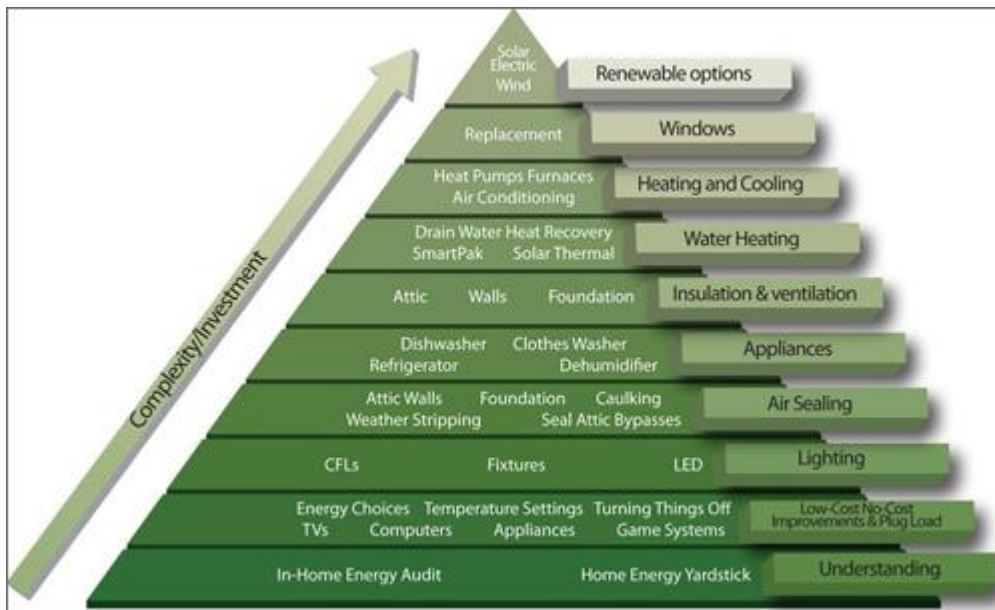 Solar
Electric
Wind
Renewable options
Replacement
Windows
Heat Pumps Furnaces
Air Conditioning
Heating and Cooling
Drain Water Heat Recovery
SmartPak Solar Thermal
Water Heating
Attic Walls Foundation
Insulation & ventilation
Dishwasher Clothes Washer
Refrigerator Dehumidifier
Appliances
Attic Walls Foundation Caulking
Weather Stripping Seal Attic Bypasses
Air Sealing
CFLs Fixtures LED
Lighting
Energy Choices Temperature Settings Turning Things Off
TVs Computers Appliances Game Systems
Low-Cost No-Cost
Improvements & Plug Load
In-Home Energy Audit Home Energy Yardstick
Understanding
Complexity/Investment